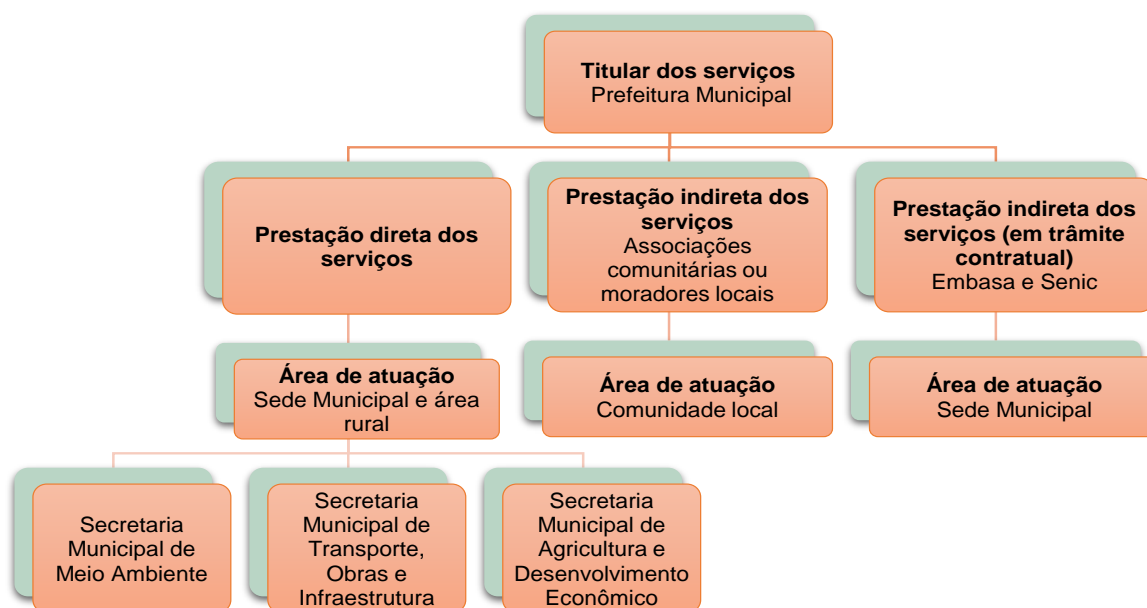 Titular dos serviços
Prefeitura Municipal
Prestação direta dos
serviços
Prestação indireta dos
serviços
Associações
comunitárias ou
moradores locais
Prestação indireta dos
serviços (em trâmite
contratual)
Embasa e Senic
Área de atuação
Sede Municipal e área
rural
Área de atuação
Comunidade local
Área de atuação
Sede Municipal
Secretaria
Municipal de
Meio Ambiente
Secretaria
Municipal de
Transporte,
Obras e
Infraestrutura
Secretaria
Municipal de
Agricultura e
Desenvolvimento
Econômico